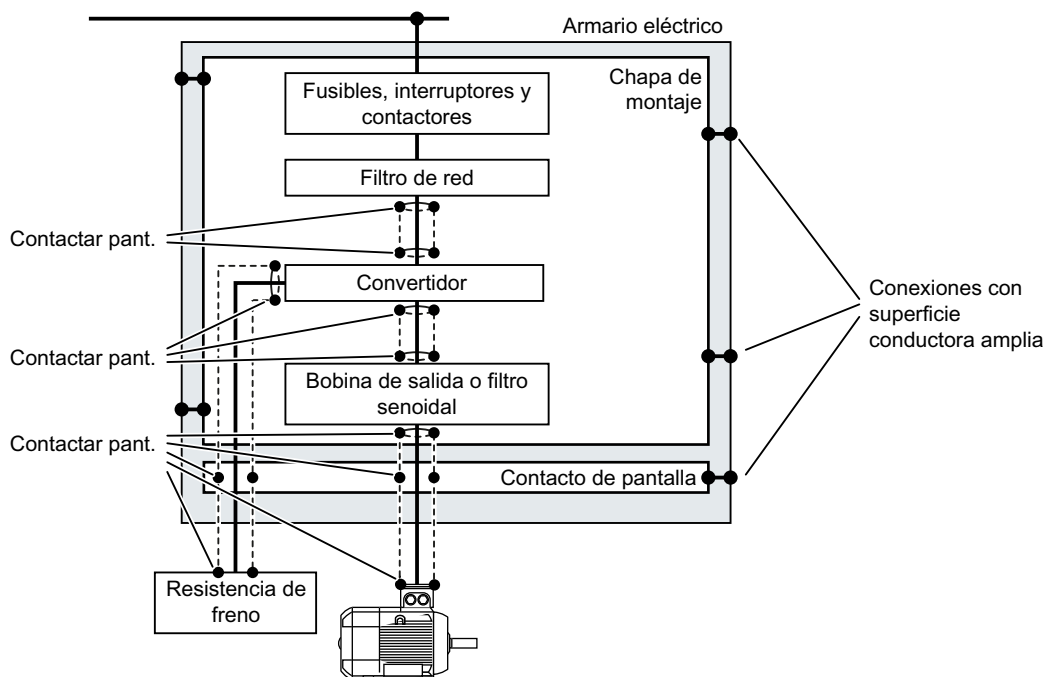 Armario eléctrico
Chapa de
montaje
Fusibles, interruptores y
contactores
Filtro de red
Contactar pant.
Convertidor
Conexiones con
superficie
conductora amplia
Contactar pant.
Bobina de salida o filtro
senoidal
Contactar pant.
Contacto de pantalla
Resistencia de
freno